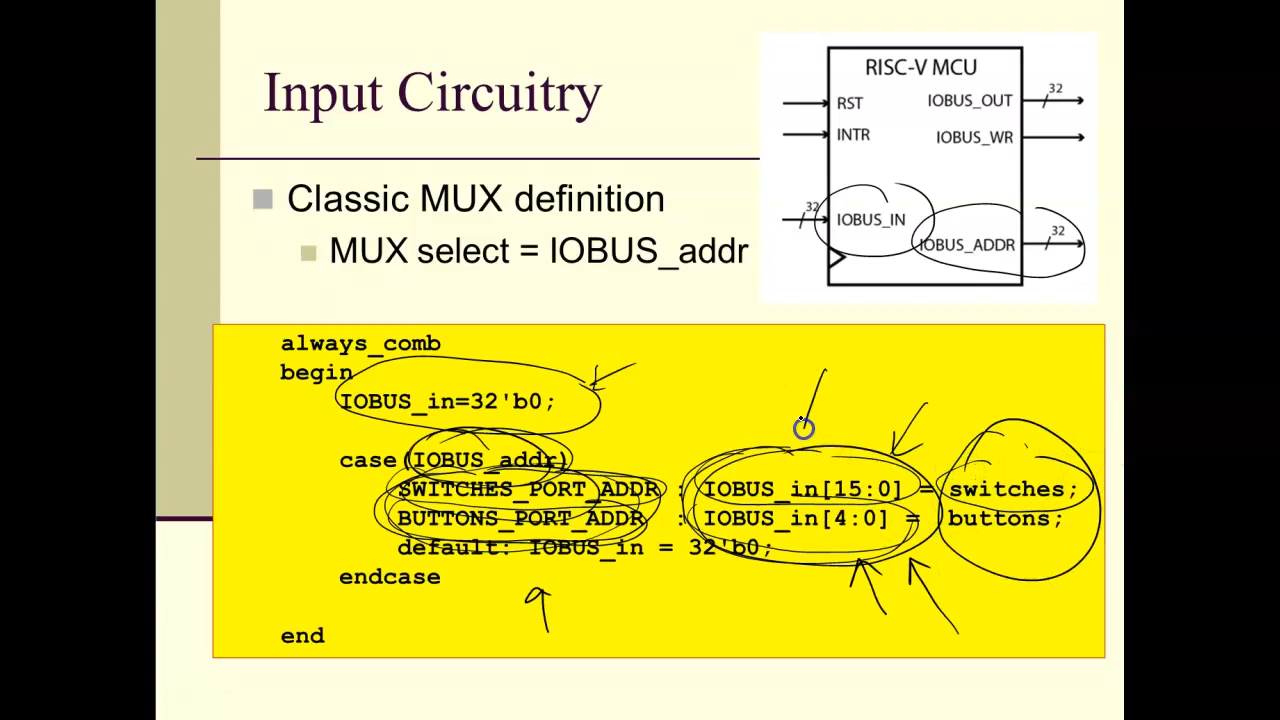 Input Circuitry
Classic MUX definition
MUX select = IOBUS_addr
RISC-V MCU
RST
IOBUS_OUT
32
INTR
IOBUS_WR
32
IOBUS_IN
IOBUS_ADDR
32
always_comb
begin
IOBUS_in=32'b0;
case(IOBUS_addr)
SWITCHES_PORT_ADDR : IOBUS_in[15:0] = switches;
BUTTONS_PORT_ADDR : IOBUS_in[4:0] = buttons;
default: IOBUS_in = 32'b0;
endcase
end